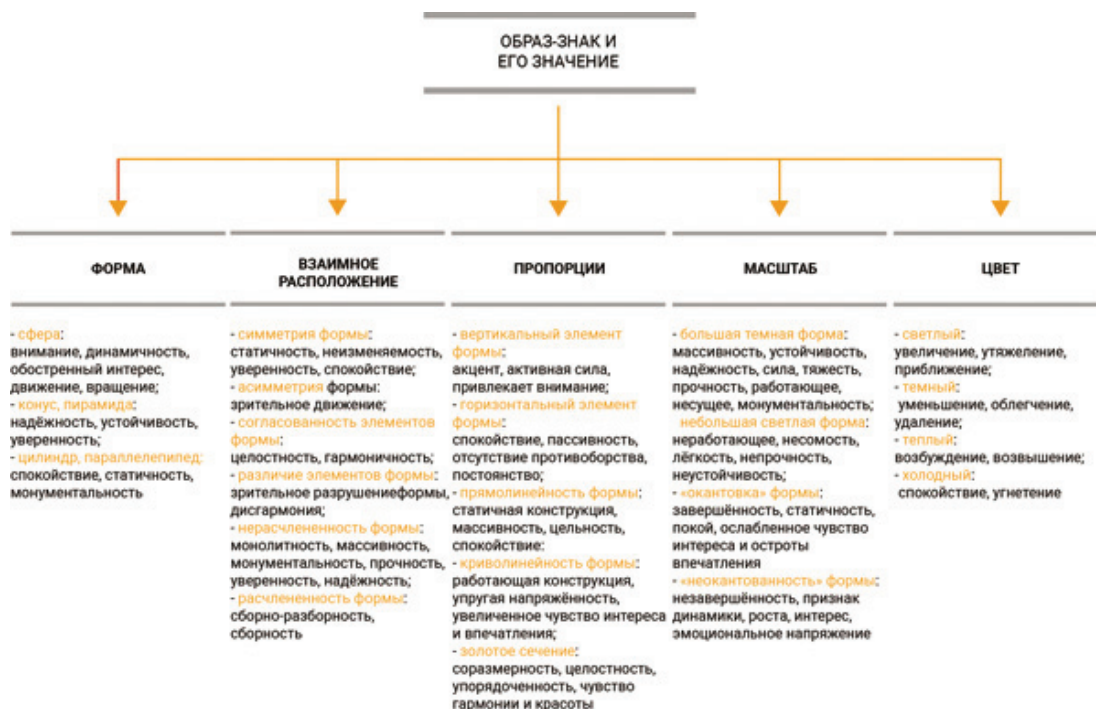 ОБРАЗ-ЗНАК И
ЕГО ЗНАЧЕНИЕ
ФОРМА
- сфера:
внимание, динамичность,
обостренный интерес,
движение, вращение;
- конус, пирамида:
надёжность, устойчивость,
уверенность;
- цилиндр, параллелепипед:
спокойствие, статичность,
монументальность
ВЗАИМНОЕ
РАСПОЛОЖЕНИЕ
- симметрия формы:
статичность, неизменяемость,
уверенность, спокойствие;
- асимметрия формы:
зрительное движение;
- согласованность элементов
формы:
целостность, гармоничность;
- различие элементов формы:
зрительное разрушениеформы,
дисгармония;
- нерасчлененность формы:
монолитность, массивность,
монументальность, прочность,
уверенность, надёжность;
- расчлененность формы:
сборно-разборность,
сборность
ПРОПОРЦИИ
- вертикальный элемент
формы:
акцент, активная сила,
привлекает внимание;
- горизонтальный элемент
формы:
спокойствие, пассивность,
отсутствие противоборства,
постоянство;
- прямолинейность формы:
статичная конструкция,
массивность, цельность,
спокойствие:
- криволинейность формы:
работающая конструкция,
упругая напряжённость,
увеличенное чувство интереса
и впечатления;
- золотое сечение:
соразмерность, целостность,
упорядоченность, чувство
гармонии и красоты
МАСШТАБ
- большая темная форма:
массивность, устойчивость,
надёжность, сила, тяжесть,
прочность, работающее,
несущее, монументальность;
небольшая светлая форма:
неработающее, несомость,
лёгкость, непрочность,
неустойчивость;
- «окантовка» формы:
завершённость, статичность,
покой, ослабленное чувство
интереса и остроты
впечатления
- «неокантованность» формы:
незавершённость, признак
динамики, роста, интерес,
эмоциональное напряжение
ЦВЕТ
- светлый:
увеличение, утяжеление,
приближение;
- темный:
уменьшение, облегчение,
удаление;
- теплый:
возбуждение, возвышение;
- холодный:
спокойствие, угнетение